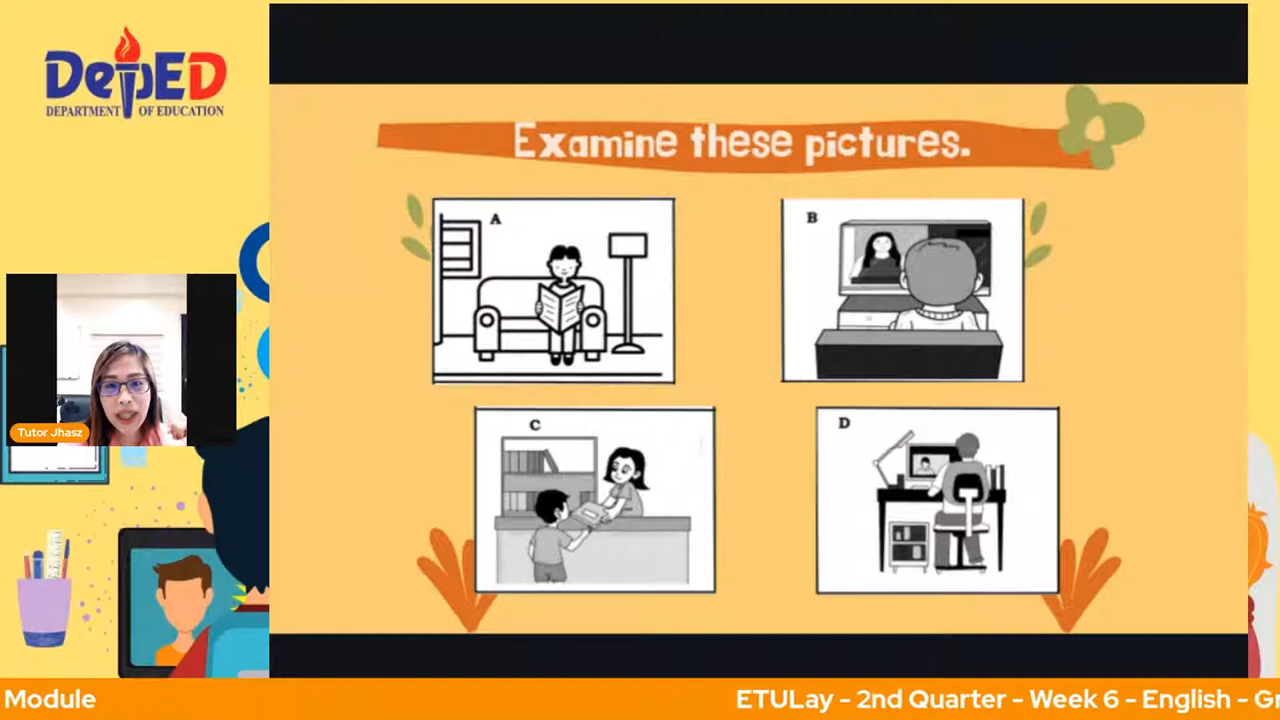 DepED
DEPARTMENT OF EDUCATION
Examine these pictures.
A
B
C
D
Tutor Jhasz
Module
ETULay - 2nd Quarter - Week 6 - English - Gr